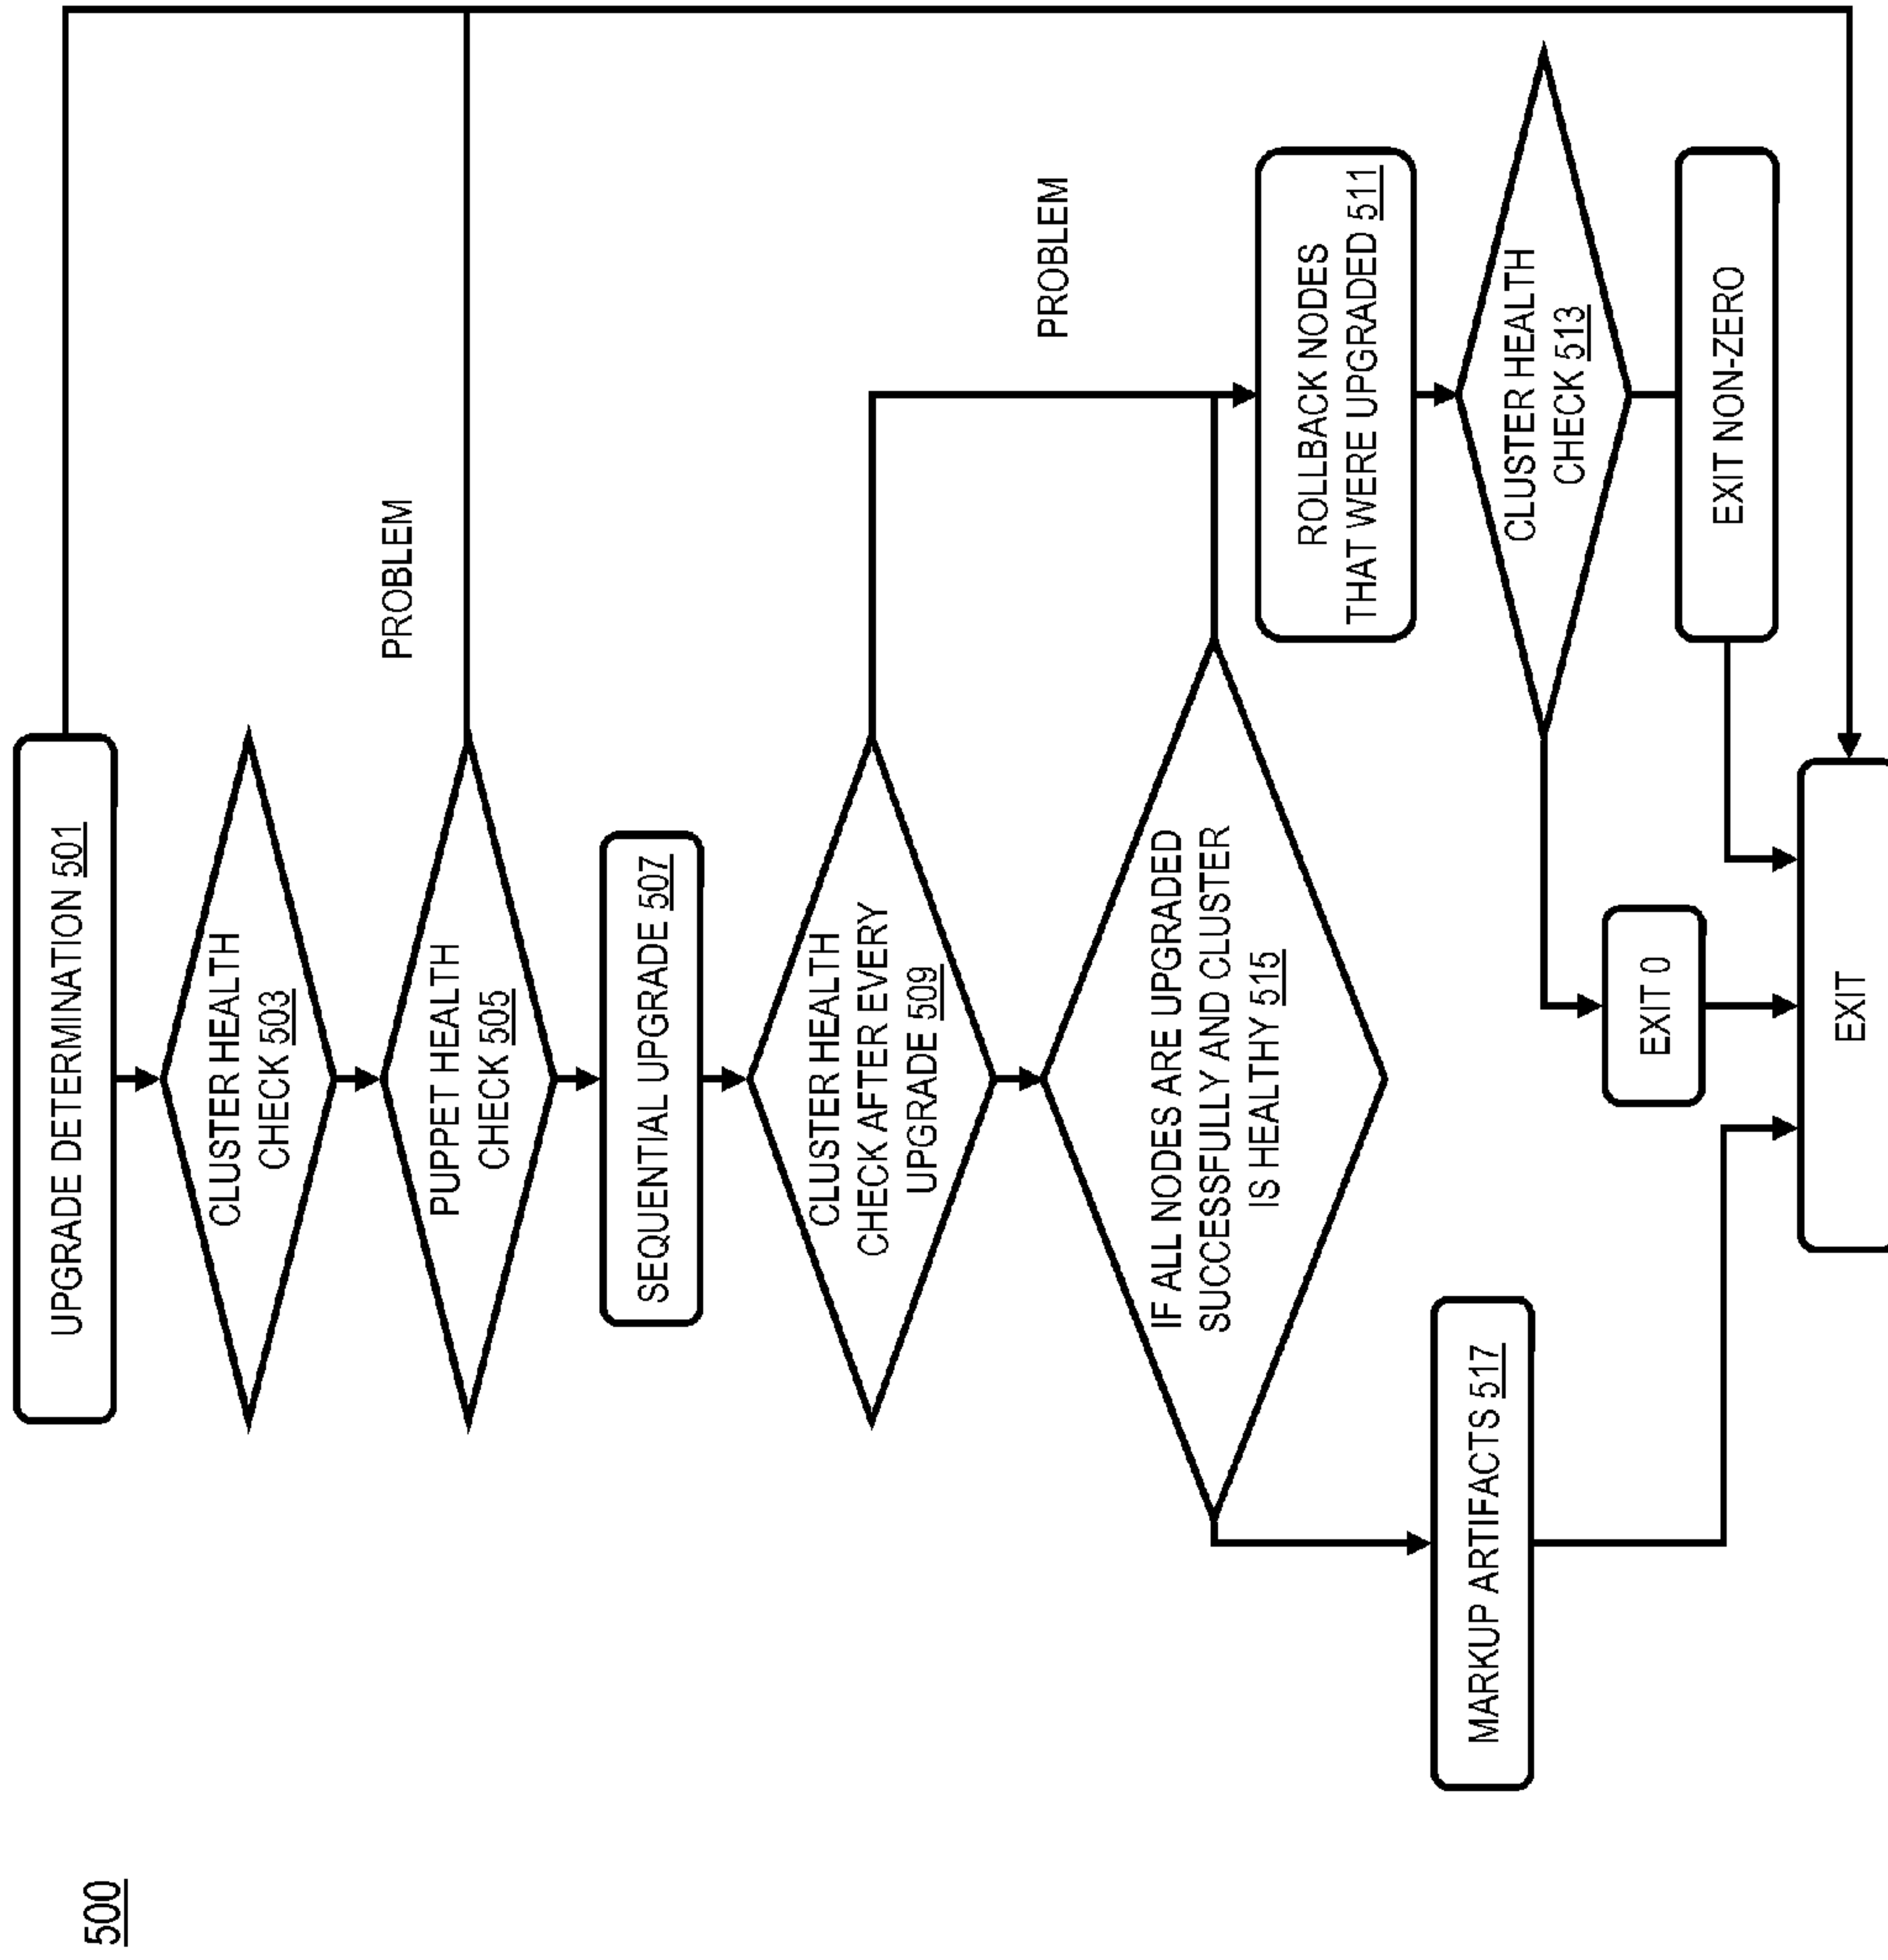 500
UPGRADE DETERMINATION 501
CLUSTER HEALTH
CHECK 503
PUPPET HEALTH
CHECK 505
PROBLEM
SEQUENTIAL UPGRADE 507
CLUSTER HEALTH
CHECK AFTER EVERY
UPGRADE 509
PROBLEM
IF ALL NODES ARE UPGRADED
SUCCESSFULLY AND CLUSTER
IS HEALTHY 515
ROLLBACK NODES
THAT WERE UPGRADED 511
MARKUP ARTIFACTS 517
CLUSTER HEALTH
CHECK 513
EXIT 0
EXIT NON-ZERO
EXIT